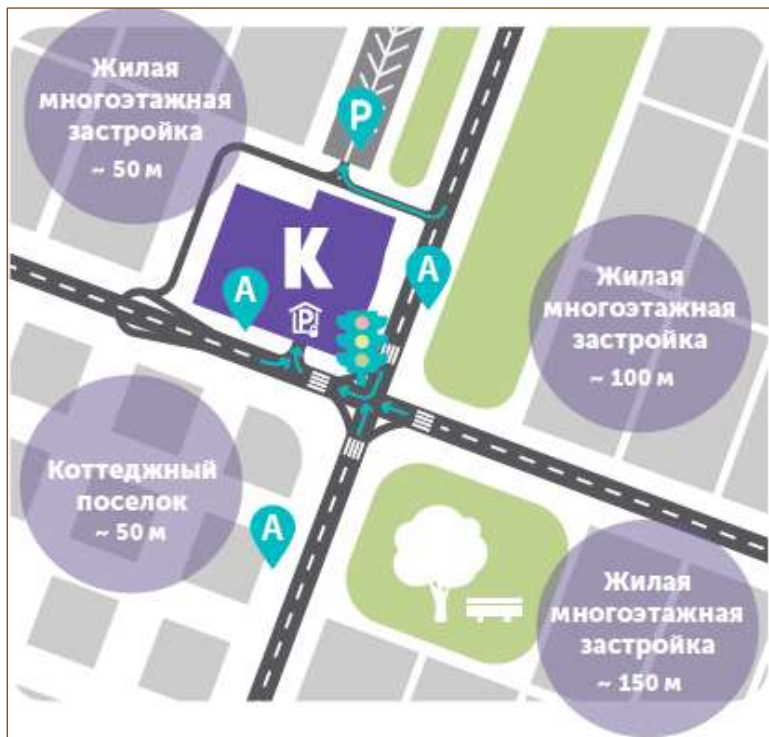 Жилая
многоэтажная
застройка
~ 50 м
P
K
A
A
P
Жилая
многоэтажная
застройка
~ 100 м
Коттеджный
поселок
~ 50 м
A
Жилая
многоэтажная
застройка
~ 150 м